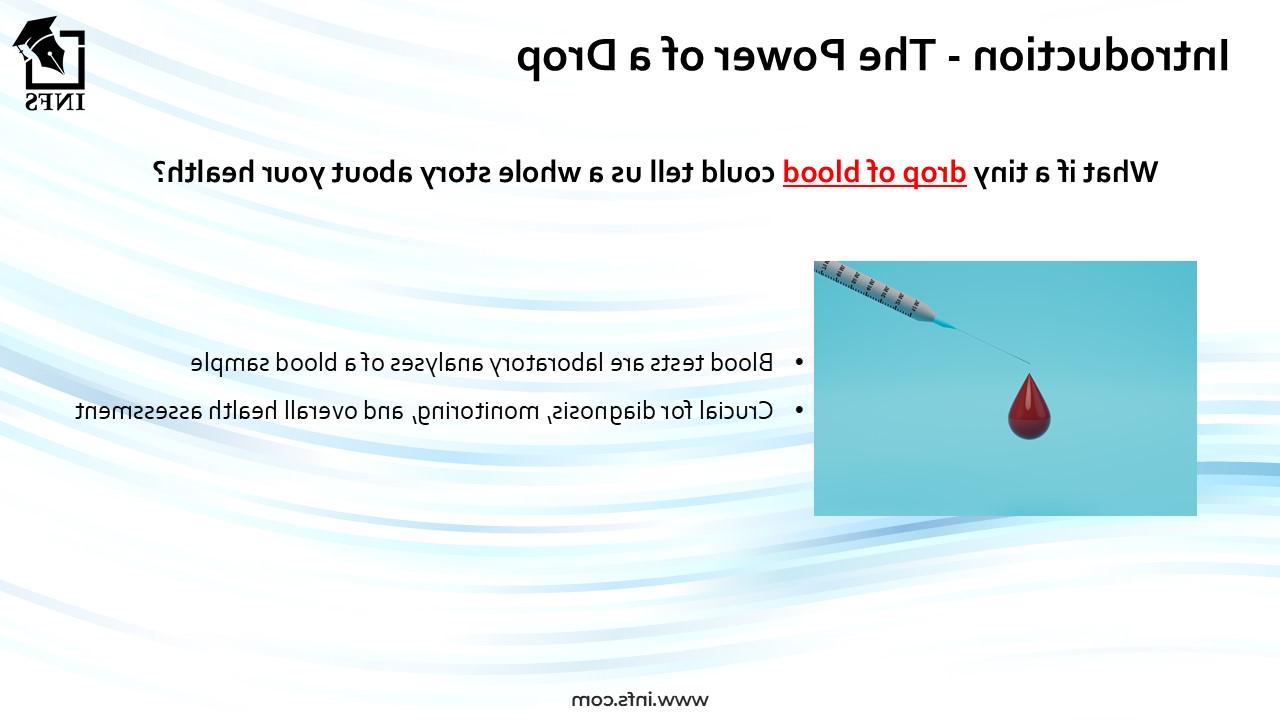 Introduction - The Power of a Drop
INFS
What if a tiny drop of blood could tell us a whole story about your health?
• Blood tests are laboratory analyses of a blood sample
• Crucial for diagnosis, monitoring, and overall health assessment
www.infs.com